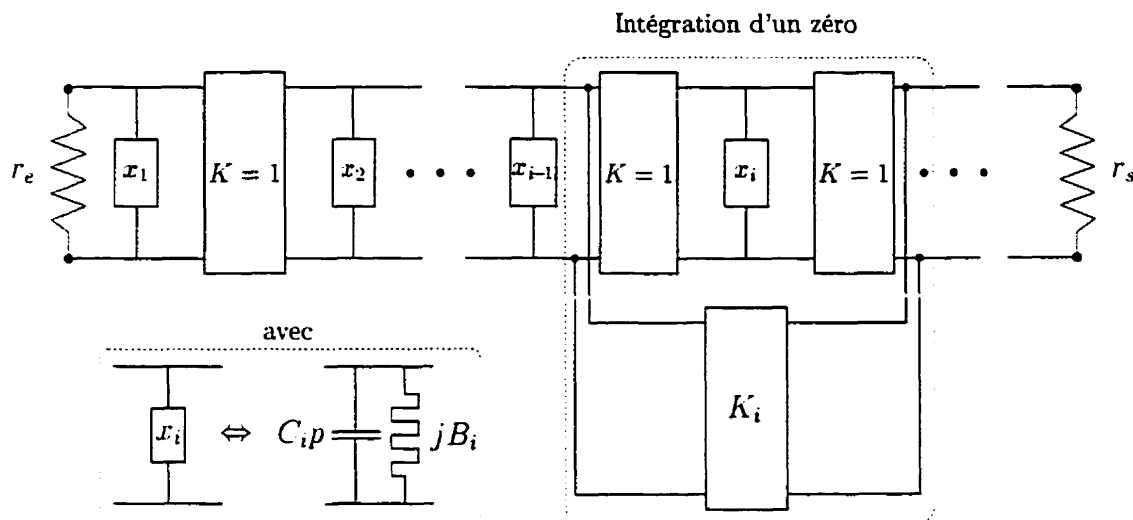 Intégration d'un zéro
r_e x_1 K = 1 x_2 • • • x_{i-1} K = 1 x_i K = 1 • • • r_s
avec
x_i ⇔ C_i p jB_i
K_i